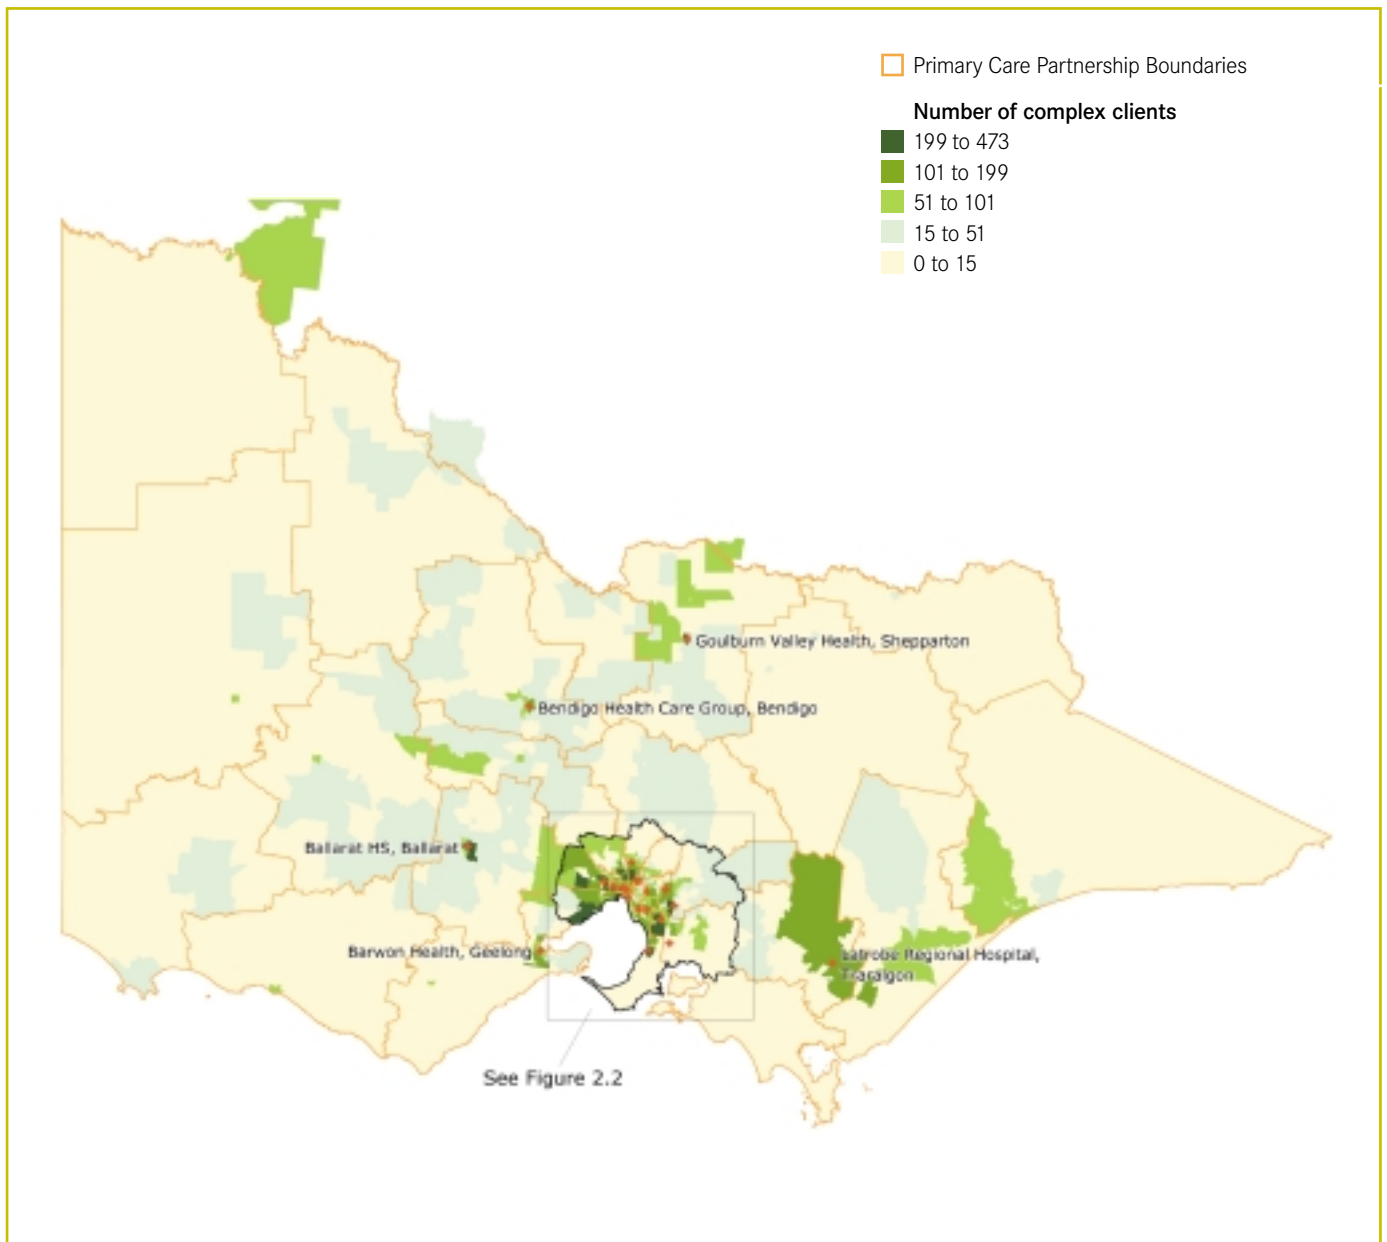 Primary Care Partnership Boundaries
Number of complex clients
199 to 473
101 to 199
51 to 101
15 to 51
0 to 15
Goulburn Valley Health, Shepparton
Bendigo Health Care Group, Bendigo
Ballarat HS, Ballarat
Barwon Health, Geelong
Latrobe Regional Hospital,
Traralgon
See Figure 2.2